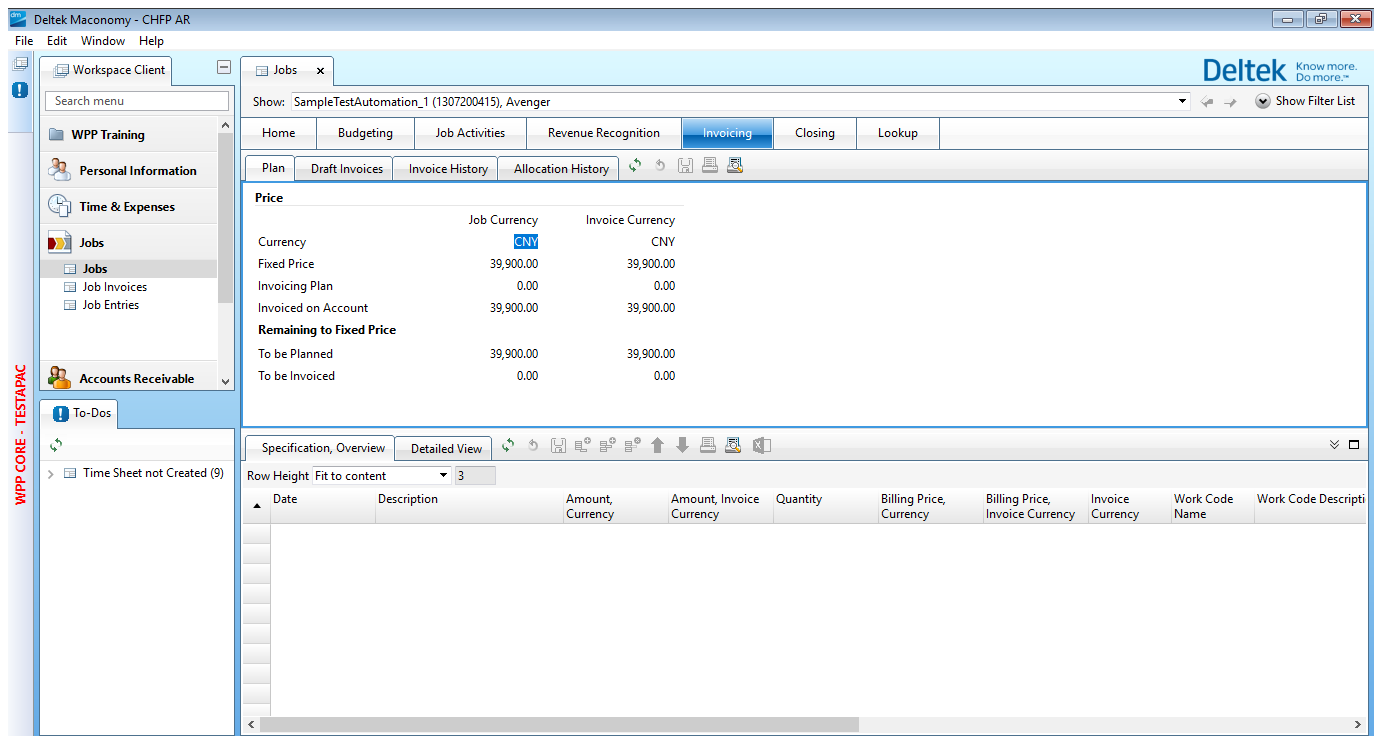 Deltek Maconomy - CHFP AR
File Edit Window Help
Workspace Client
Search menu
WPP Training
Personal Information
Time & Expenses
Jobs
Jobs
Job Invoices
Job Entries
Accounts Receivable
To-Dos
Time Sheet not Created (9)
WPP CORE - TESTAPAC
Jobs
Deltek Know more. Do more.™
Show: SampleTestAutomation_1 (1307200415), Avenger
Show Filter List
Home Budgeting Job Activities Revenue Recognition Invoicing Closing Lookup
Plan Draft Invoices Invoice History Allocation History
Price
Job Currency Invoice Currency
Currency CNY CNY
Fixed Price 39,900.00 39,900.00
Invoicing Plan 0.00 0.00
Invoiced on Account 39,900.00 39,900.00
Remaining to Fixed Price
To be Planned 39,900.00 39,900.00
To be Invoiced 0.00 0.00
Specification, Overview Detailed View
Row Height Fit to content 3
Date Description Amount, Currency Amount, Invoice Currency Quantity Billing Price, Currency Billing Price, Invoice Currency Invoice Currency Work Code Name Work Code Descripti